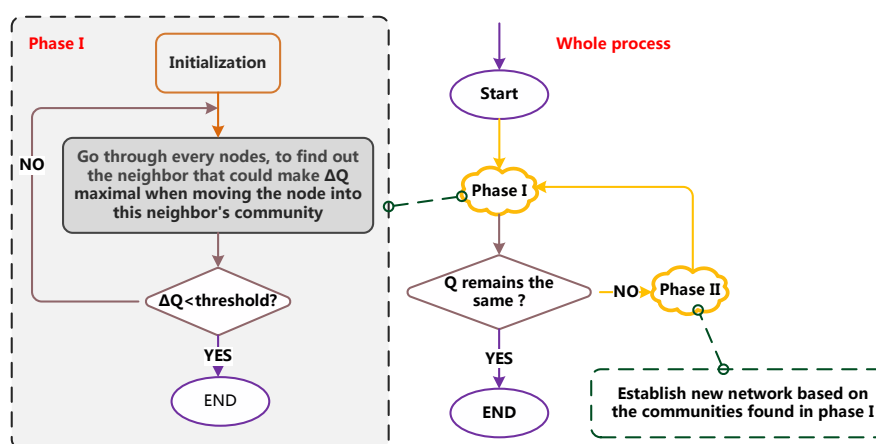 Phase I
Initialization
NO
Go through every nodes, to find out
the neighbor that could make ΔQ
maximal when moving the node into
this neighbor's community
ΔQ<threshold?
YES
END
Whole process
Start
Phase I
Q remains the
same ?
NO
Phase II
YES
END
Establish new network based on
the communities found in phase I